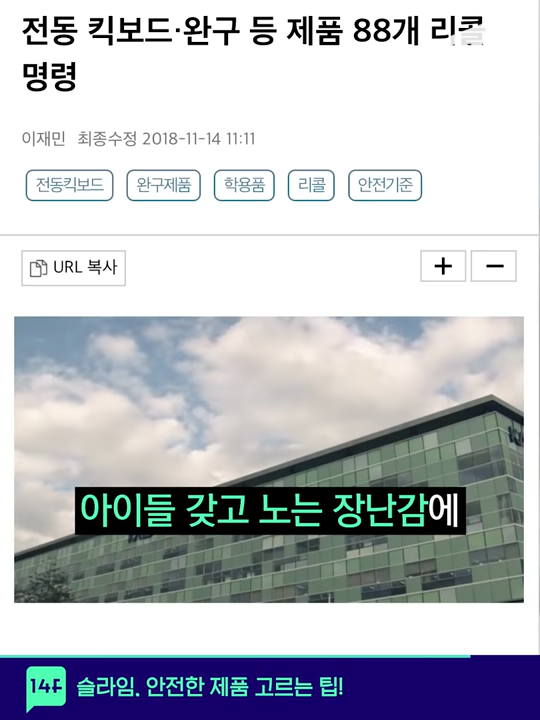 전동 킥보드·완구 등 제품 88개 리콜
명령
이재민 최종수정 2018-11-14 11:11
전동킥보드 완구제품 학용품 리콜 안전기준
URL 복사 + −
아이들 갖고 노는 장난감에
14F 슬라임, 안전한 제품 고르는 팁!